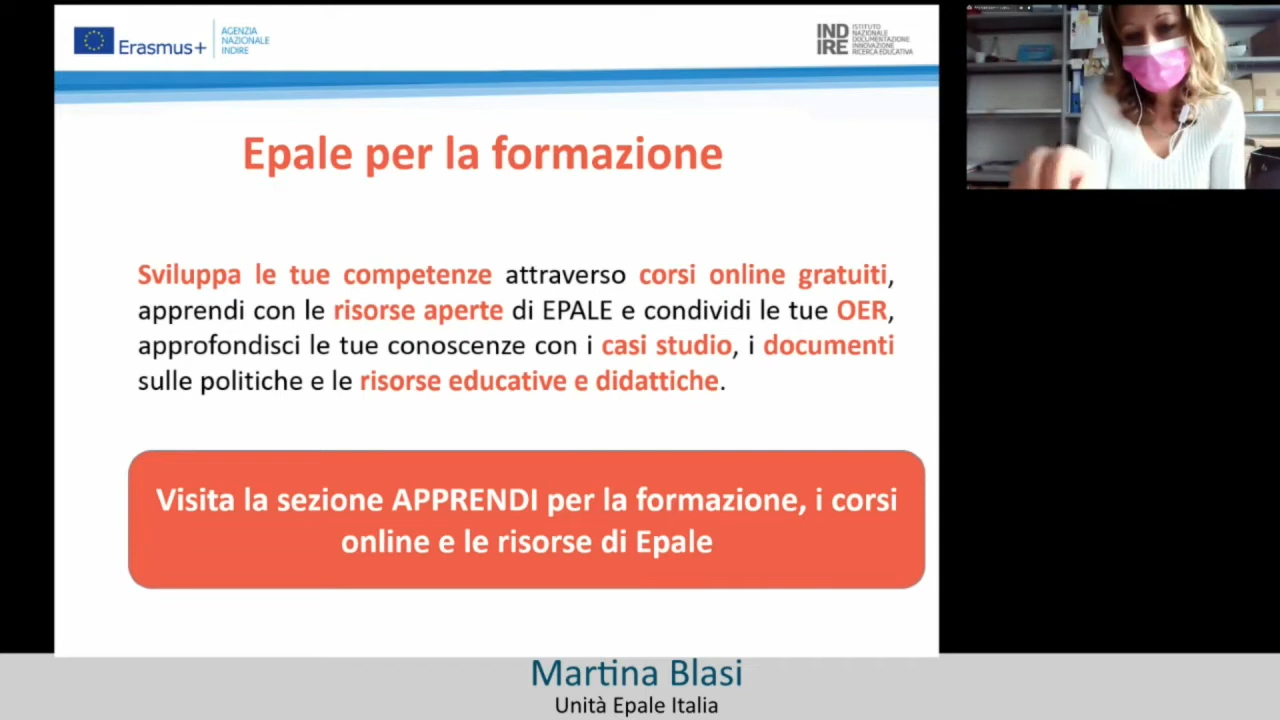 Erasmus+
AGENZIA
NAZIONALE
INDIRE
IND
IRE
ISTITUTO
NAZIONALE
DOCUMENTAZIONE
INNOVAZIONE
RICERCA EDUCATIVA
Epale per la formazione
Sviluppa le tue competenze attraverso corsi online gratuiti,
apprendi con le risorse aperte di EPALE e condividi le tue OER,
approfondisci le tue conoscenze con i casi studio, i documenti
sulle politiche e le risorse educative e didattiche.
Visita la sezione APPRENDI per la formazione, i corsi
online e le risorse di Epale
Martina Blasi
Unità Epale Italia